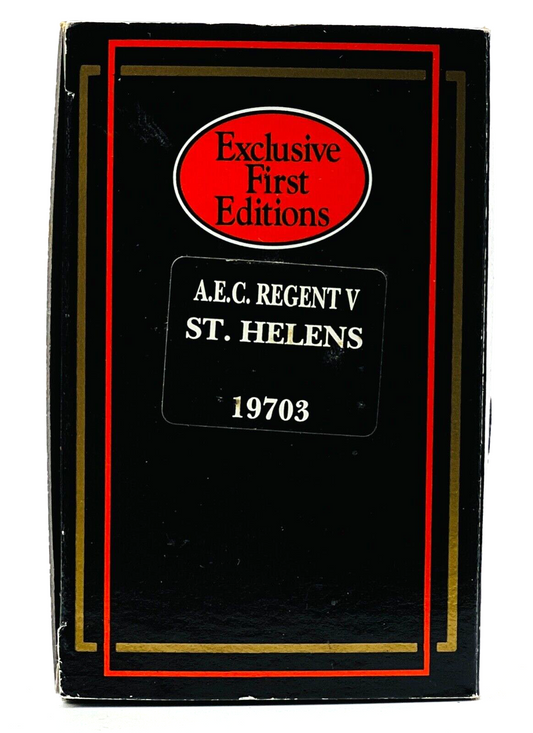 Exclusive
First
Editions
A.E.C. REGENT V
ST. HELENS
19703